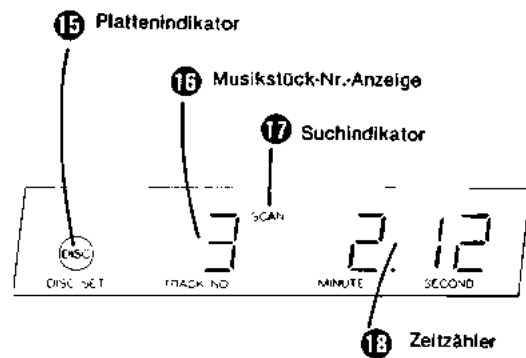 15 Plattenindikator
16 Musikstück-Nr.-Anzeige
17 Suchindikator
SCAN
DISC 3 2. 12
DISC SET TRACK NO MINUTE SECOND
18 Zeitzähler